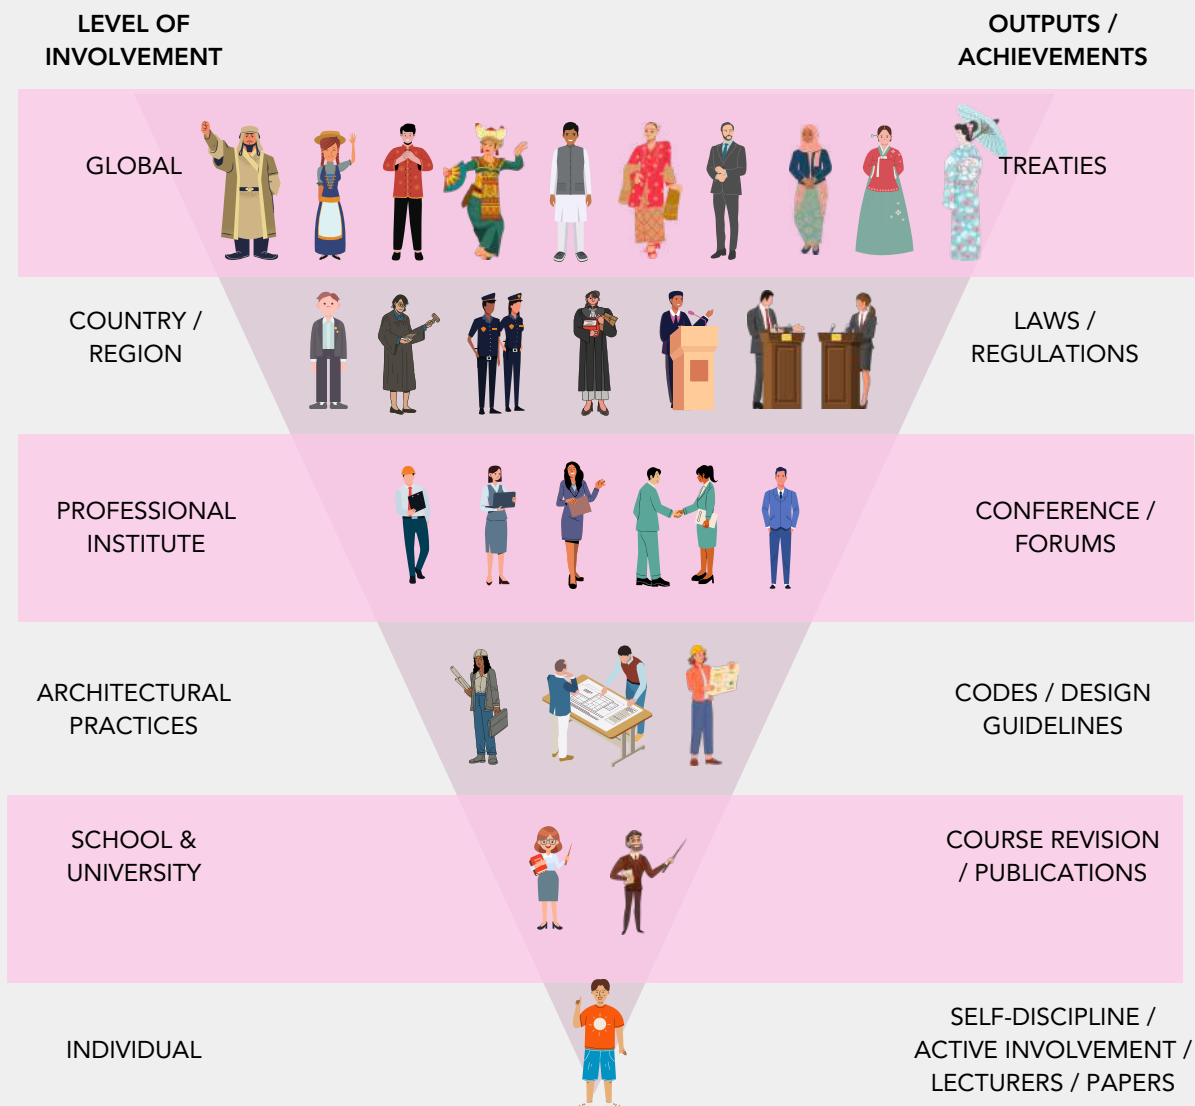 LEVEL OF
INVOLVEMENT
OUTPUTS /
ACHIEVEMENTS
GLOBAL
TREATIES
COUNTRY /
REGION
LAWS /
REGULATIONS
PROFESSIONAL
INSTITUTE
CONFERENCE /
FORUMS
ARCHITECTURAL
PRACTICES
CODES / DESIGN
GUIDELINES
SCHOOL &
UNIVERSITY
COURSE REVISION
/ PUBLICATIONS
INDIVIDUAL
SELF-DISCIPLINE /
ACTIVE INVOLVEMENT /
LECTURERS / PAPERS